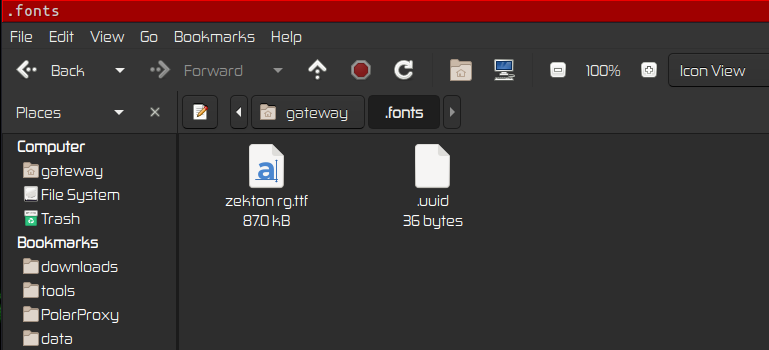 .fonts
File Edit View Go Bookmarks Help
Back Forward 100% Icon View
Places gateway .fonts
Computer
gateway
File System
Trash
Bookmarks
downloads
tools
PolarProxy
data
zekton rg.ttf
87.0 kB
.uuid
36 bytes